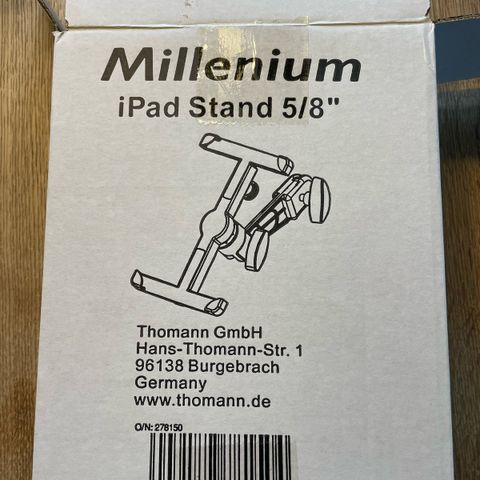 Millenium
iPad Stand 5/8"
Thomann GmbH
Hans-Thomann-Str. 1
96138 Burgebrach
Germany
www.thomann.de
O/N: 278150